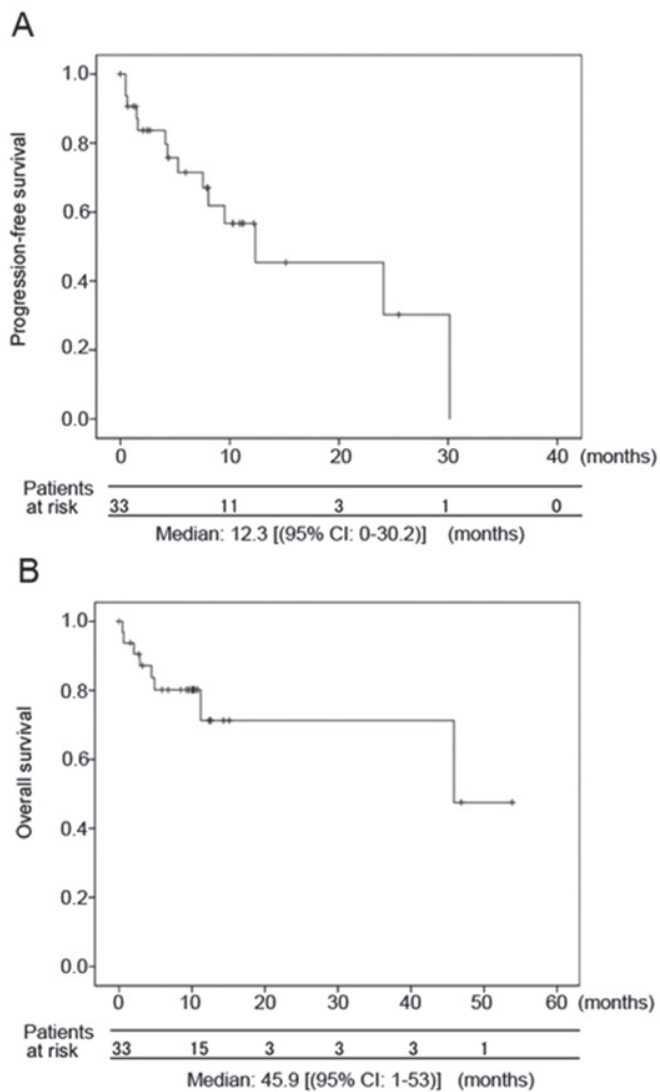 A
Progression-free survival
1.0
0.8
0.6
0.4
0.2
0.0
0 10 20 30 40 (months)
Patients
at risk
33 11 3 1 0
Median: 12.3 [(95% CI: 0-30.2)] (months)
B
Overall survival
1.0
0.8
0.6
0.4
0.2
0.0
0 10 20 30 40 50 60 (months)
Patients
at risk
33 15 3 3 3 1
Median: 45.9 [(95% CI: 1-53)] (months)